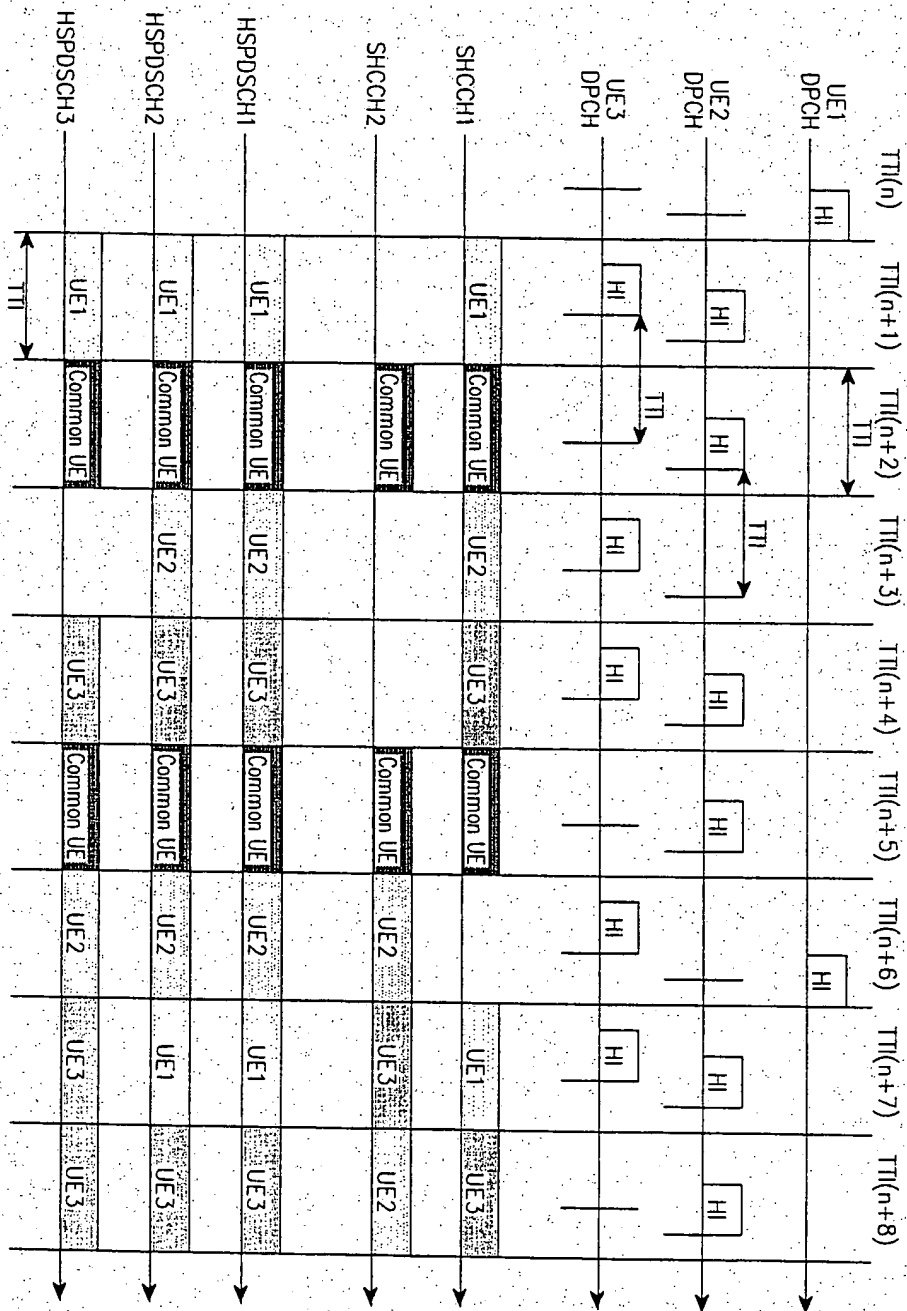 TTI(n) TTI(n+1) TTI(n+2) TTI(n+3) TTI(n+4) TTI(n+5) TTI(n+6) TTI(n+7) TTI(n+8)
TTI
UE1
DPCH
HI HI
TTI
UE2
DPCH
HI HI HI HI HI HI
TTI
UE3
DPCH
HI HI HI HI HI
SHCCH1 UE1 Common UE UE2 UE3 Common UE UE1 UE3
SHCCH2 Common UE Common UE UE2 UE3 UE2
HSPDSCH1 UE1 Common UE UE2 UE3 Common UE UE2 UE1 UE3
HSPDSCH2 UE1 Common UE UE2 UE3 Common UE UE2 UE1 UE3
HSPDSCH3 UE1 Common UE UE3 Common UE UE2 UE3 UE3
TTI